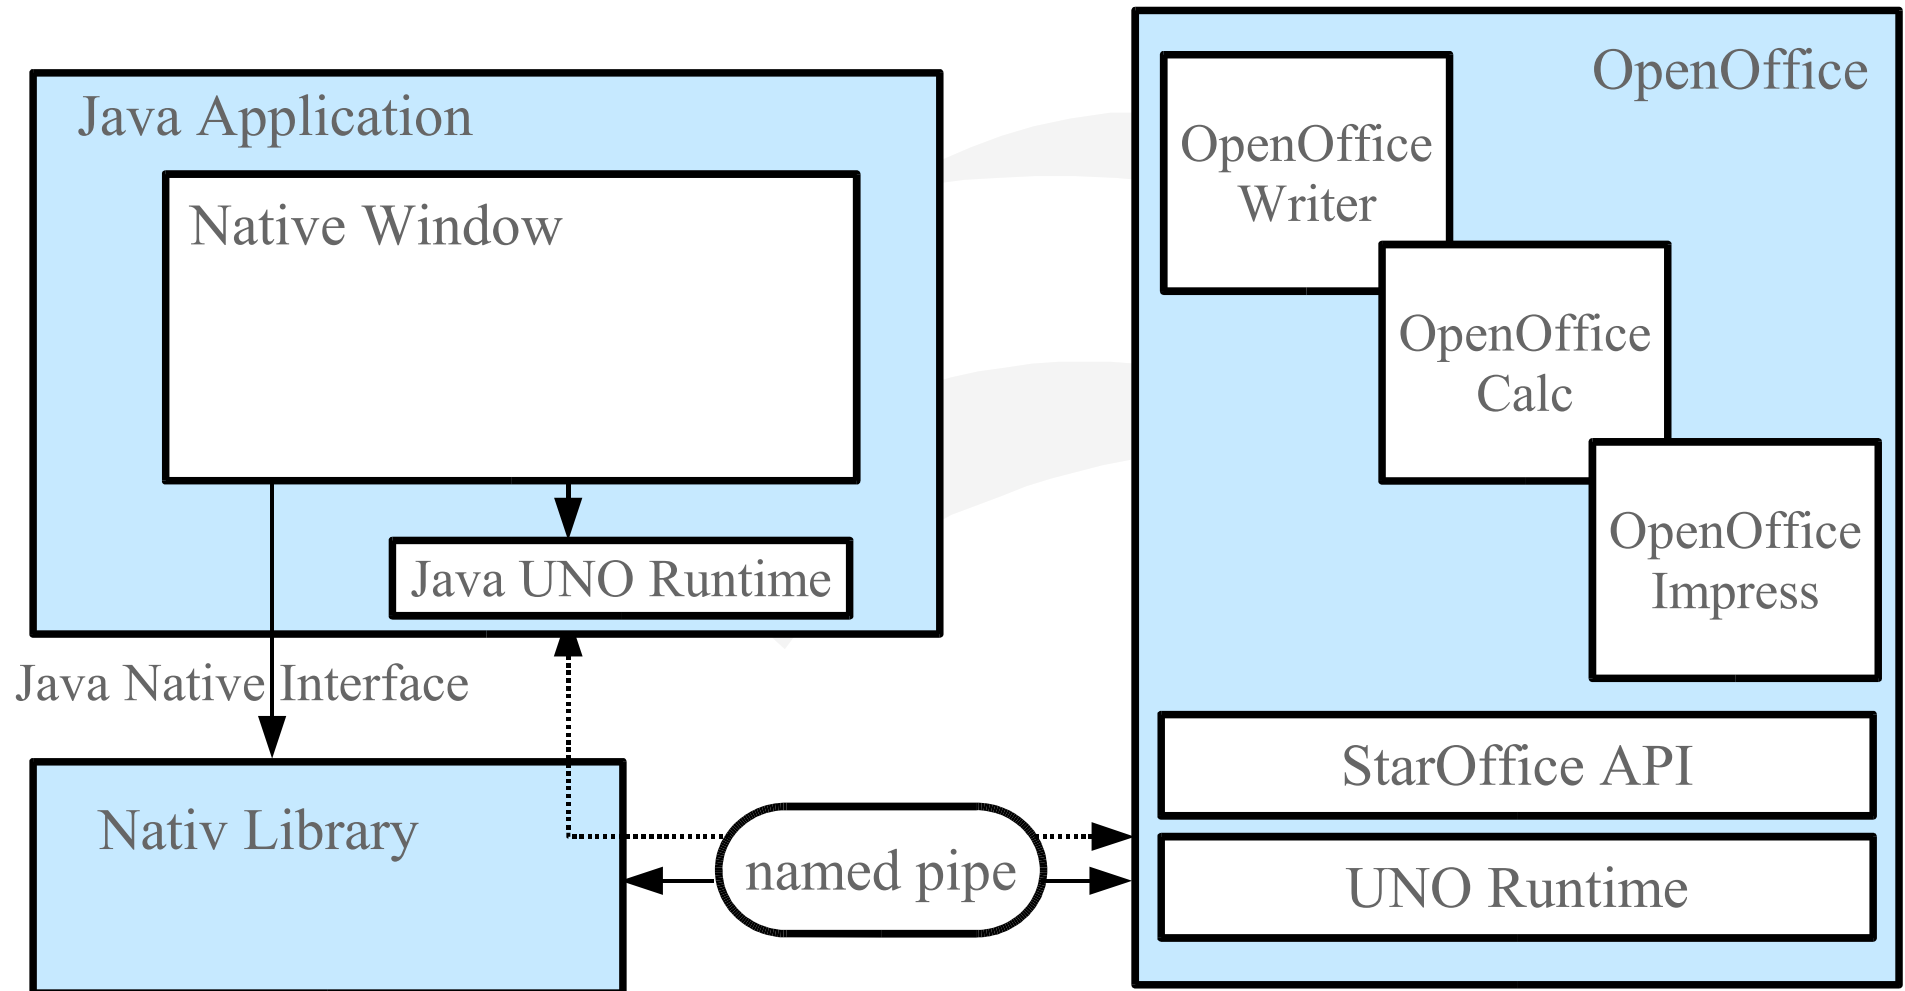 Java Application
Native Window
Java UNO Runtime
Java Native Interface
Nativ Library
named pipe
OpenOffice
OpenOffice
Writer
OpenOffice
Calc
OpenOffice
Impress
StarOffice API
UNO Runtime